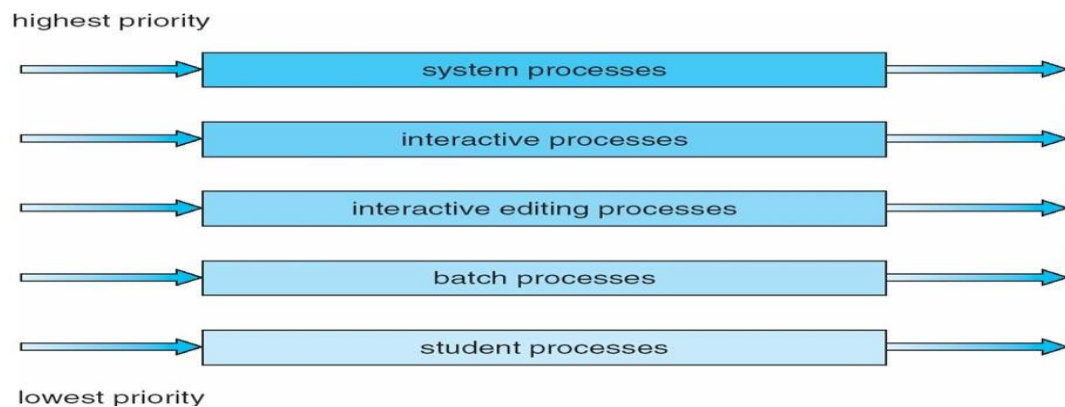 highest priority
system processes
interactive processes
interactive editing processes
batch processes
student processes
lowest priority